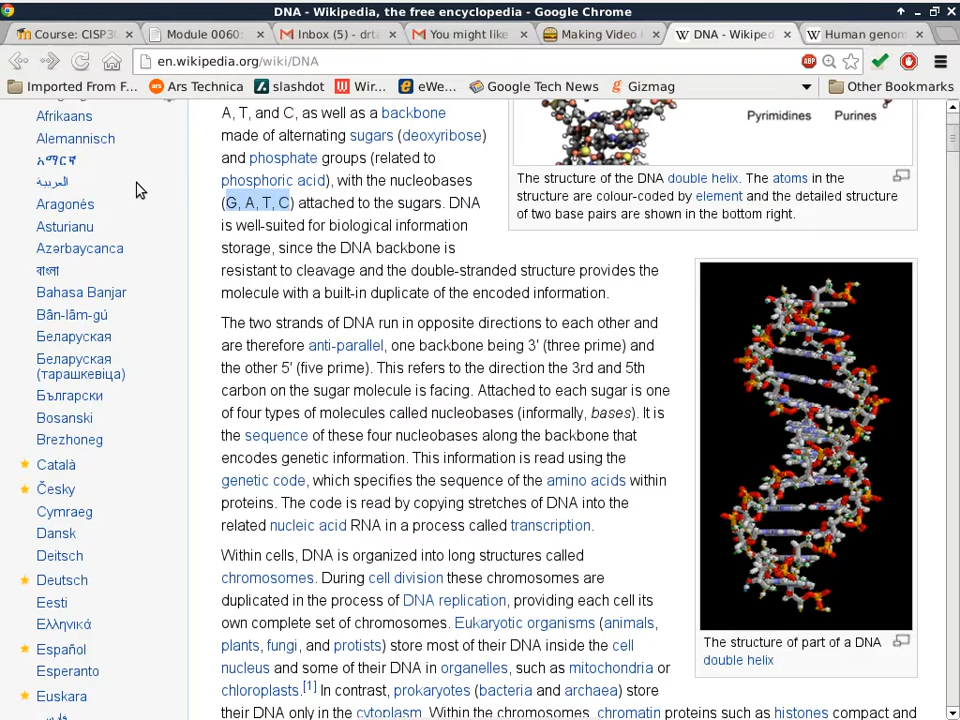 DNA - Wikipedia, the free encyclopedia - Google Chrome
Course: CISP3
Module 0060:
Inbox (5) - drta
You might like
Making Video
DNA - Wikiped
Human genom
en.wikipedia.org/wiki/DNA
ABP
Imported From F...
Ars Technica
slashdot
Wir...
eWe...
Google Tech News
Gizmag
Other Bookmarks
Afrikaans
Alemannisch
አማርኛ
العربية
Aragonés
Asturianu
Azərbaycanca
বাংলা
Bahasa Banjar
Bân-lâm-gú
Беларуская
Беларуская
(тарашкевіца)
Български
Bosanski
Brezhoneg
Català
Česky
Cymraeg
Dansk
Deitsch
Deutsch
Eesti
Ελληνικά
Español
Esperanto
Euskara
A, T, and C, as well as a backbone
made of alternating sugars (deoxyribose)
and phosphate groups (related to
phosphoric acid), with the nucleobases
(G, A, T, C) attached to the sugars. DNA
is well-suited for biological information
storage, since the DNA backbone is
resistant to cleavage and the double-stranded structure provides the
molecule with a built-in duplicate of the encoded information.
The two strands of DNA run in opposite directions to each other and
are therefore anti-parallel, one backbone being 3' (three prime) and
the other 5' (five prime). This refers to the direction the 3rd and 5th
carbon on the sugar molecule is facing. Attached to each sugar is one
of four types of molecules called nucleobases (informally, bases). It is
the sequence of these four nucleobases along the backbone that
encodes genetic information. This information is read using the
genetic code, which specifies the sequence of the amino acids within
proteins. The code is read by copying stretches of DNA into the
related nucleic acid RNA in a process called transcription.
Within cells, DNA is organized into long structures called
chromosomes. During cell division these chromosomes are
duplicated in the process of DNA replication, providing each cell its
own complete set of chromosomes. Eukaryotic organisms (animals,
plants, fungi, and protists) store most of their DNA inside the cell
nucleus and some of their DNA in organelles, such as mitochondria or
chloroplasts.[1] In contrast, prokaryotes (bacteria and archaea) store
their DNA only in the cytoplasm. Within the chromosomes, chromatin proteins such as histones compact and
Pyrimidines
Purines
The structure of the DNA double helix. The atoms in the
structure are colour-coded by element and the detailed structure
of two base pairs are shown in the bottom right.
The structure of part of a DNA
double helix